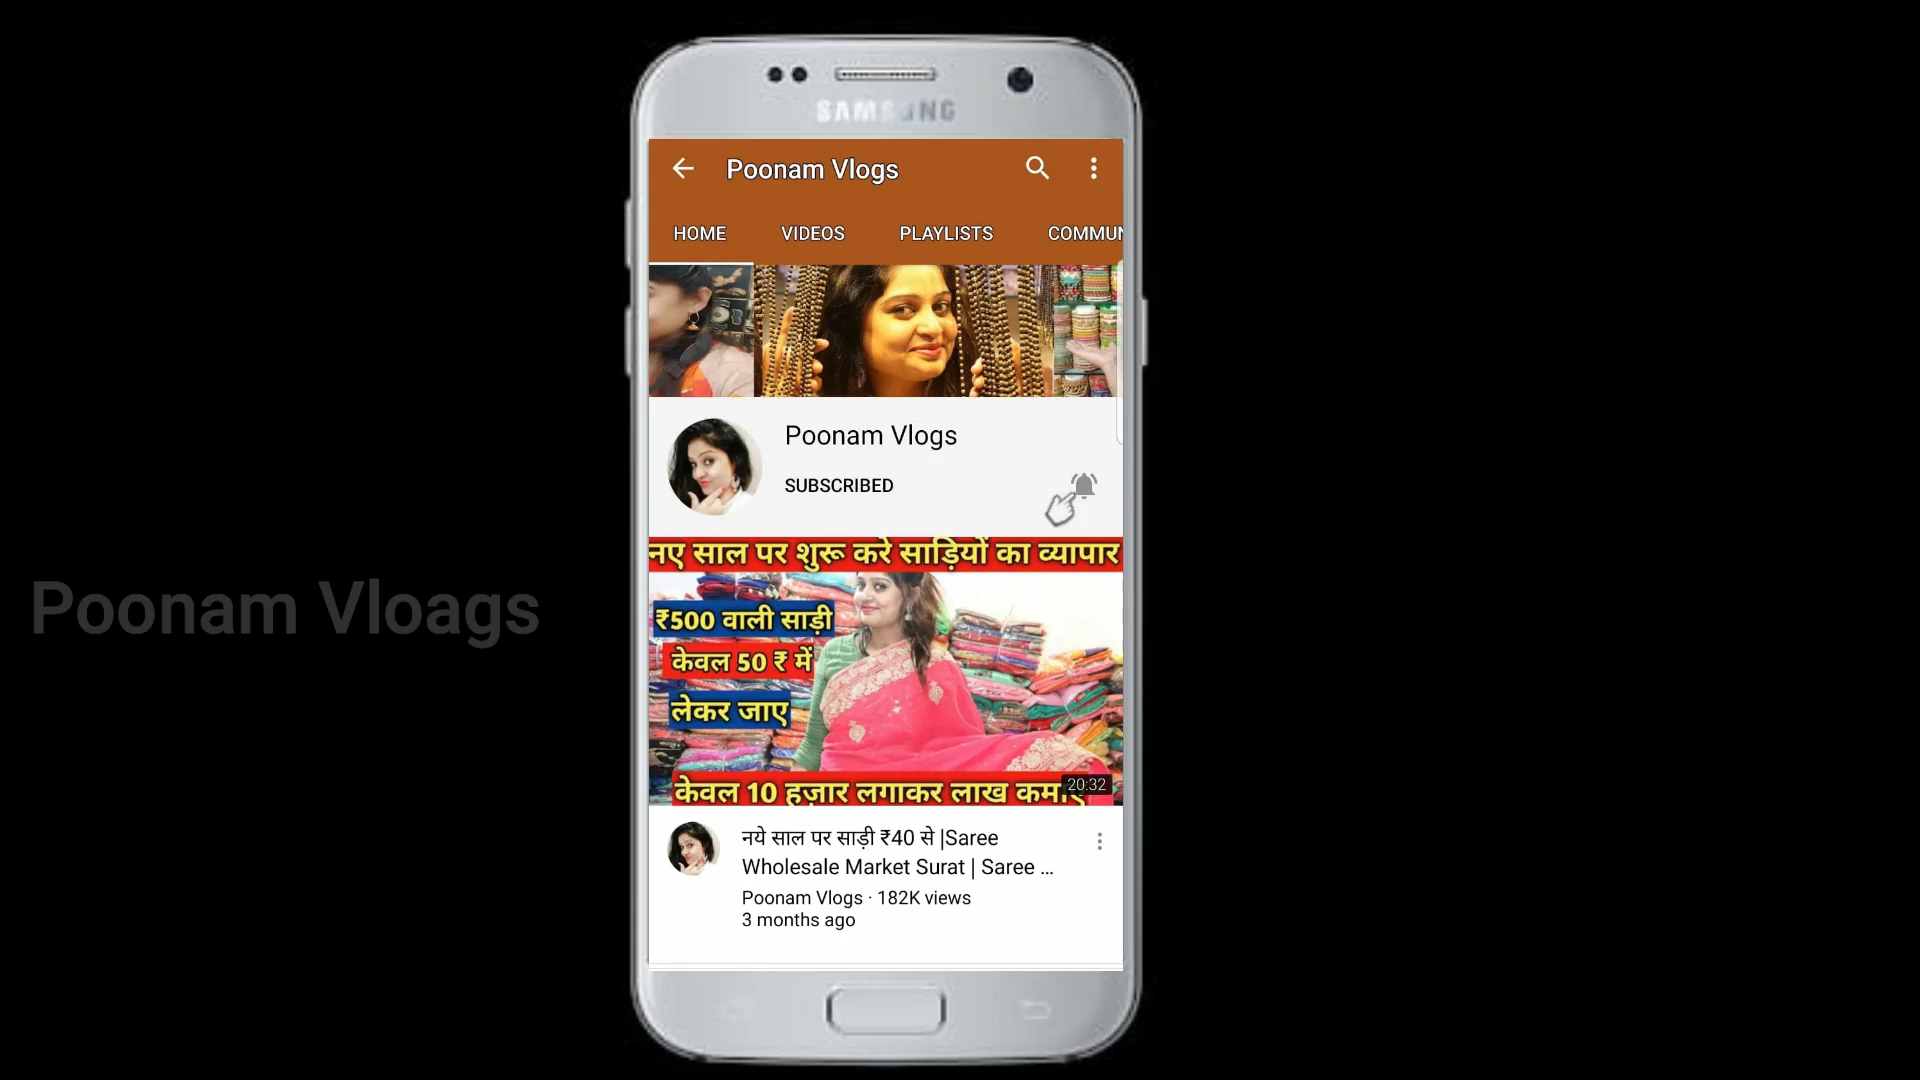 SAMSUNG
Poonam Vlogs
HOME VIDEOS PLAYLISTS COMMUN
Poonam Vlogs
SUBSCRIBED
नए साल पर शुरू करे साड़ियों का व्यापार
₹500 वाली साड़ी
केवल 50 ₹ में
लेकर जाए
केवल 10 हज़ार लगाकर लाख कमाए
20:32
नये साल पर साड़ी ₹40 से |Saree
Wholesale Market Surat | Saree ...
Poonam Vlogs · 182K views
3 months ago
Poonam Vloags